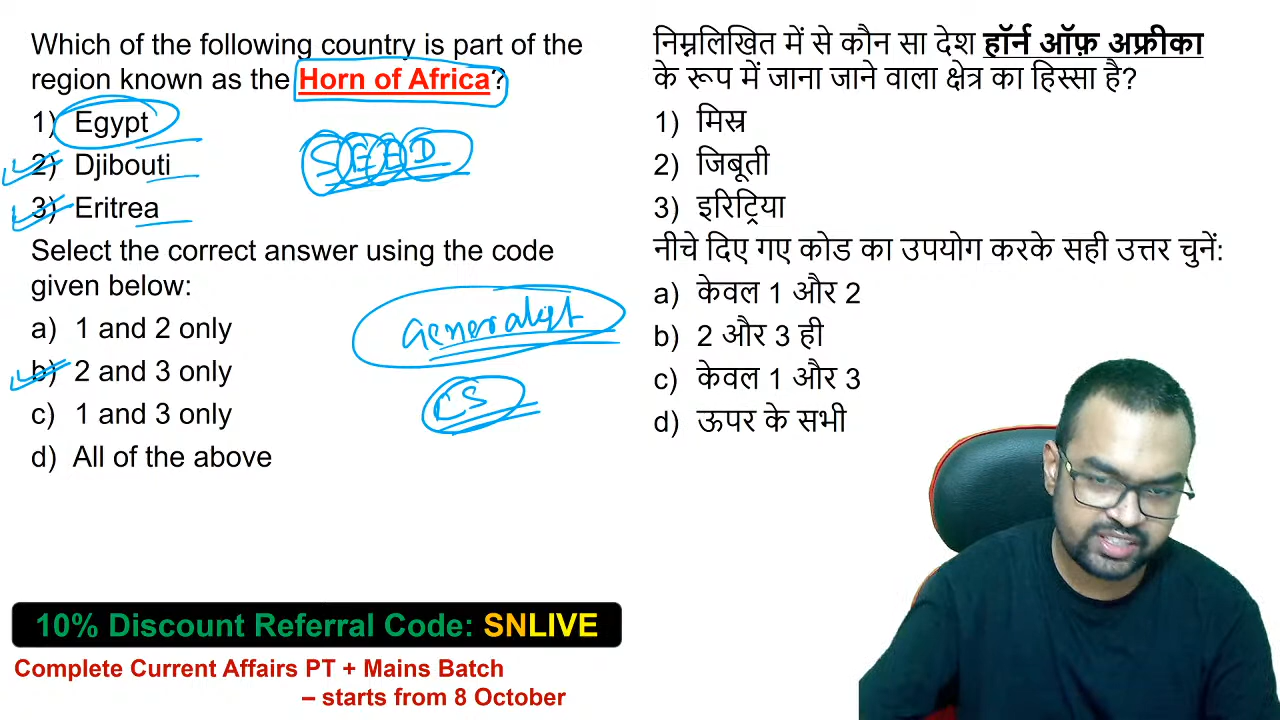 Which of the following country is part of the
region known as the Horn of Africa?
1) Egypt
2) Djibouti
3) Eritrea
SEED
Select the correct answer using the code
given below:
a) 1 and 2 only
b) 2 and 3 only
c) 1 and 3 only
d) All of the above
Generalist
CS
निम्नलिखित में से कौन सा देश हॉर्न ऑफ़ अफ्रीका
के रूप में जाना जाने वाला क्षेत्र का हिस्सा है?
1) मिस्र
2) जिबूती
3) इरिट्रिया
नीचे दिए गए कोड का उपयोग करके सही उत्तर चुनें:
a) केवल 1 और 2
b) 2 और 3 ही
c) केवल 1 और 3
d) ऊपर के सभी
10% Discount Referral Code: SNLIVE
Complete Current Affairs PT + Mains Batch
– starts from 8 October